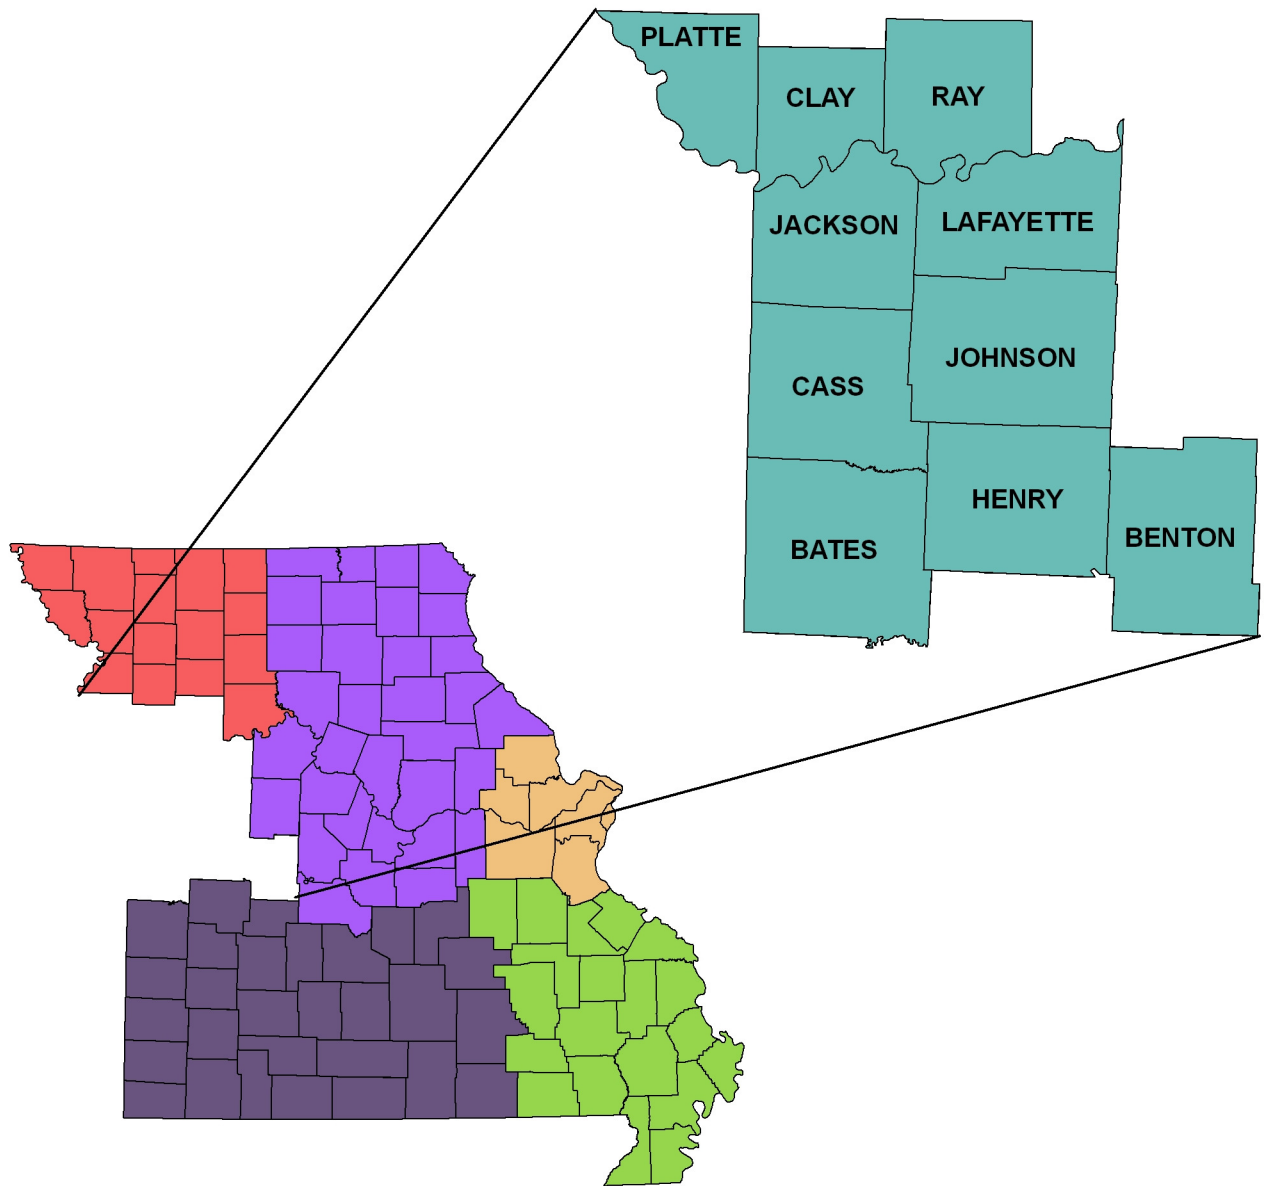 PLATTE
CLAY
RAY
JACKSON
LAFAYETTE
CASS
JOHNSON
BATES
HENRY
BENTON